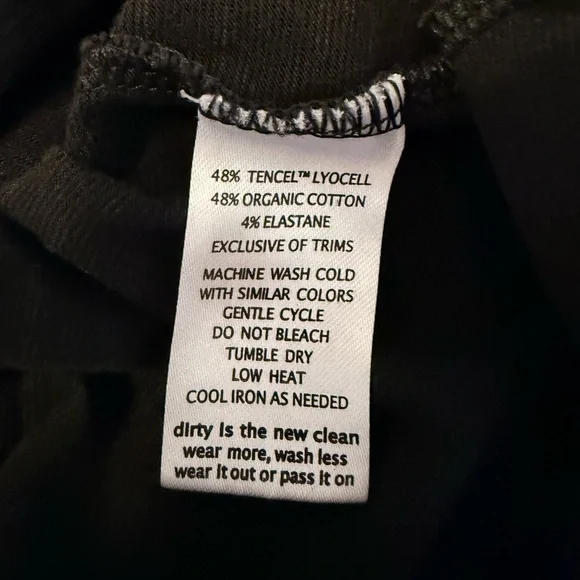 48% TENCEL™ LYOCELL
48% ORGANIC COTTON
4% ELASTANE
EXCLUSIVE OF TRIMS
MACHINE WASH COLD
WITH SIMILAR COLORS
GENTLE CYCLE
DO NOT BLEACH
TUMBLE DRY
LOW HEAT
COOL IRON AS NEEDED
dirty is the new clean
wear more, wash less
wear it out or pass it on